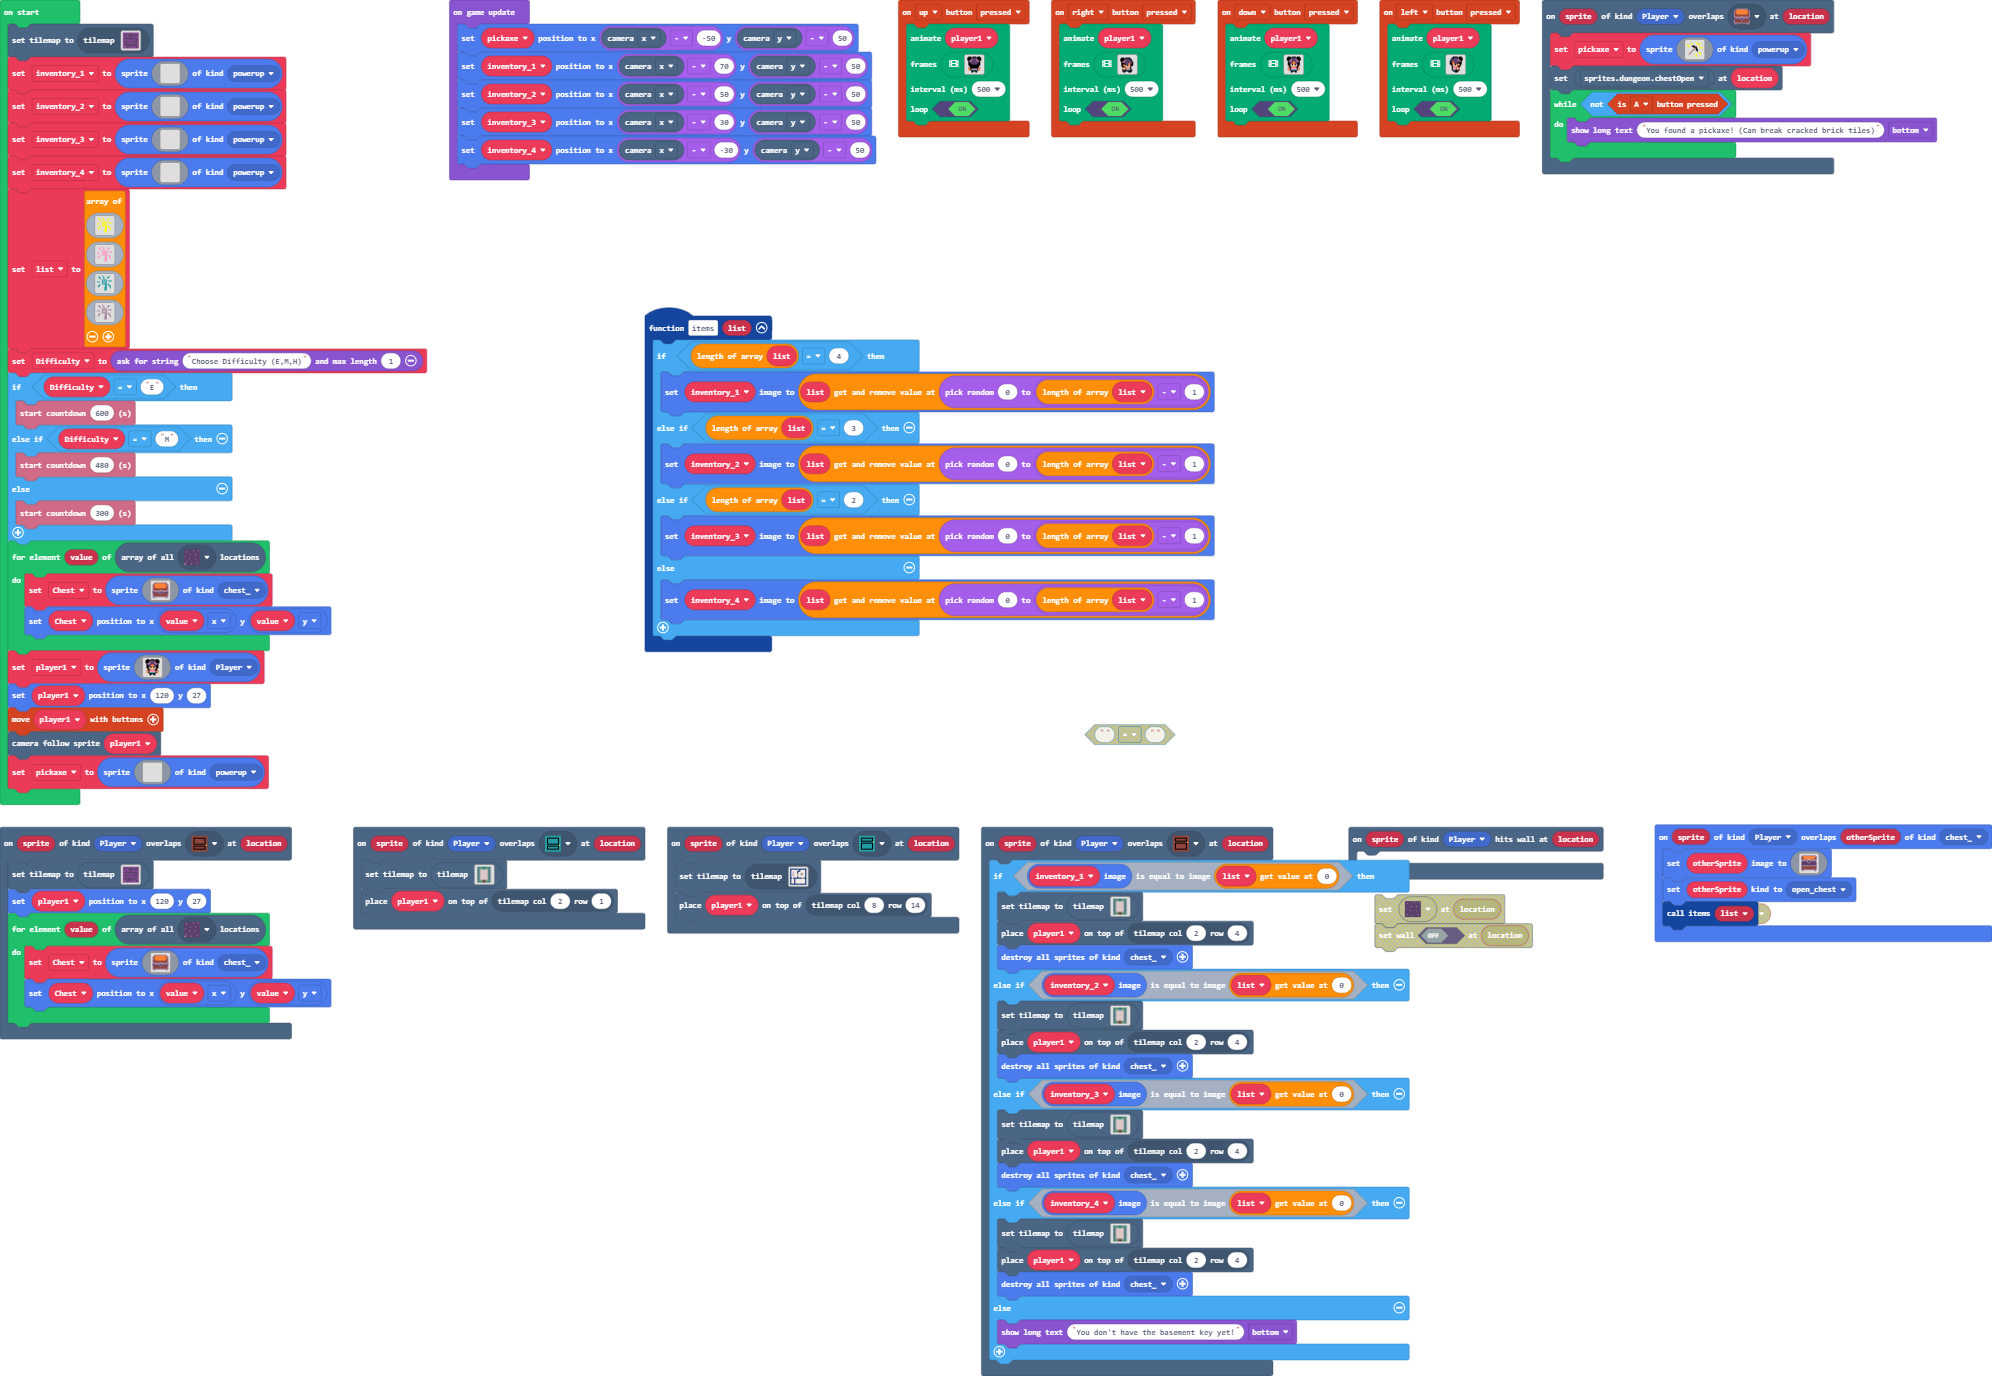 on start
set tilemap to tilemap
set inventory_1 to sprite of kind powerup
set inventory_2 to sprite of kind powerup
set inventory_3 to sprite of kind powerup
set inventory_4 to sprite of kind powerup
set list to array of
set Difficulty to ask for string "Choose Difficulty (E,M,H)" and max length 1
if Difficulty = "E" then
start countdown 600 (s)
else if Difficulty = "M" then
start countdown 480 (s)
else
start countdown 300 (s)
for element value of array of all locations
do
set Chest to sprite of kind chest_
set Chest position to x value x y value y
set player1 to sprite of kind Player
set player1 position to x 120 y 27
move player1 with buttons
camera follow sprite player1
set pickaxe to sprite of kind powerup
on game update
set pickaxe position to x camera x - -50 y camera y - 50
set inventory_1 position to x camera x - 70 y camera y - 50
set inventory_2 position to x camera x - 50 y camera y - 50
set inventory_3 position to x camera x - 30 y camera y - 50
set inventory_4 position to x camera x - -30 y camera y - 50
on up button pressed
animate player1
frames
interval (ms) 500
loop ON
on right button pressed
animate player1
frames
interval (ms) 500
loop ON
on down button pressed
animate player1
frames
interval (ms) 500
loop ON
on left button pressed
animate player1
frames
interval (ms) 500
loop ON
on sprite of kind Player overlaps at location
set pickaxe to sprite of kind powerup
set sprites.dungeon.chestOpen at location
while not is A button pressed
do show long text "You found a pickaxe! (Can break cracked brick tiles)" bottom
function items list
if length of array list = 4 then
set inventory_1 image to list get and remove value at pick random 0 to length of array list - 1
else if length of array list = 3 then
set inventory_2 image to list get and remove value at pick random 0 to length of array list - 1
else if length of array list = 2 then
set inventory_3 image to list get and remove value at pick random 0 to length of array list - 1
else
set inventory_4 image to list get and remove value at pick random 0 to length of array list - 1
"" = ""
on sprite of kind Player overlaps at location
set tilemap to tilemap
set player1 position to x 120 y 27
for element value of array of all locations
do
set Chest to sprite of kind chest_
set Chest position to x value x y value y
on sprite of kind Player overlaps at location
set tilemap to tilemap
place player1 on top of tilemap col 2 row 1
on sprite of kind Player overlaps at location
set tilemap to tilemap
place player1 on top of tilemap col 8 row 14
on sprite of kind Player overlaps at location
if inventory_1 image is equal to image list get value at 0 then
set tilemap to tilemap
place player1 on top of tilemap col 2 row 4
destroy all sprites of kind chest_
else if inventory_2 image is equal to image list get value at 0 then
set tilemap to tilemap
place player1 on top of tilemap col 2 row 4
destroy all sprites of kind chest_
else if inventory_3 image is equal to image list get value at 0 then
set tilemap to tilemap
place player1 on top of tilemap col 2 row 4
destroy all sprites of kind chest_
else if inventory_4 image is equal to image list get value at 0 then
set tilemap to tilemap
place player1 on top of tilemap col 2 row 4
destroy all sprites of kind chest_
else
show long text "You don't have the basement key yet!" bottom
on sprite of kind Player hits wall at location
set at location
set wall OFF at location
on sprite of kind Player overlaps otherSprite of kind chest_
set otherSprite image to
set otherSprite kind to open_chest
call items list